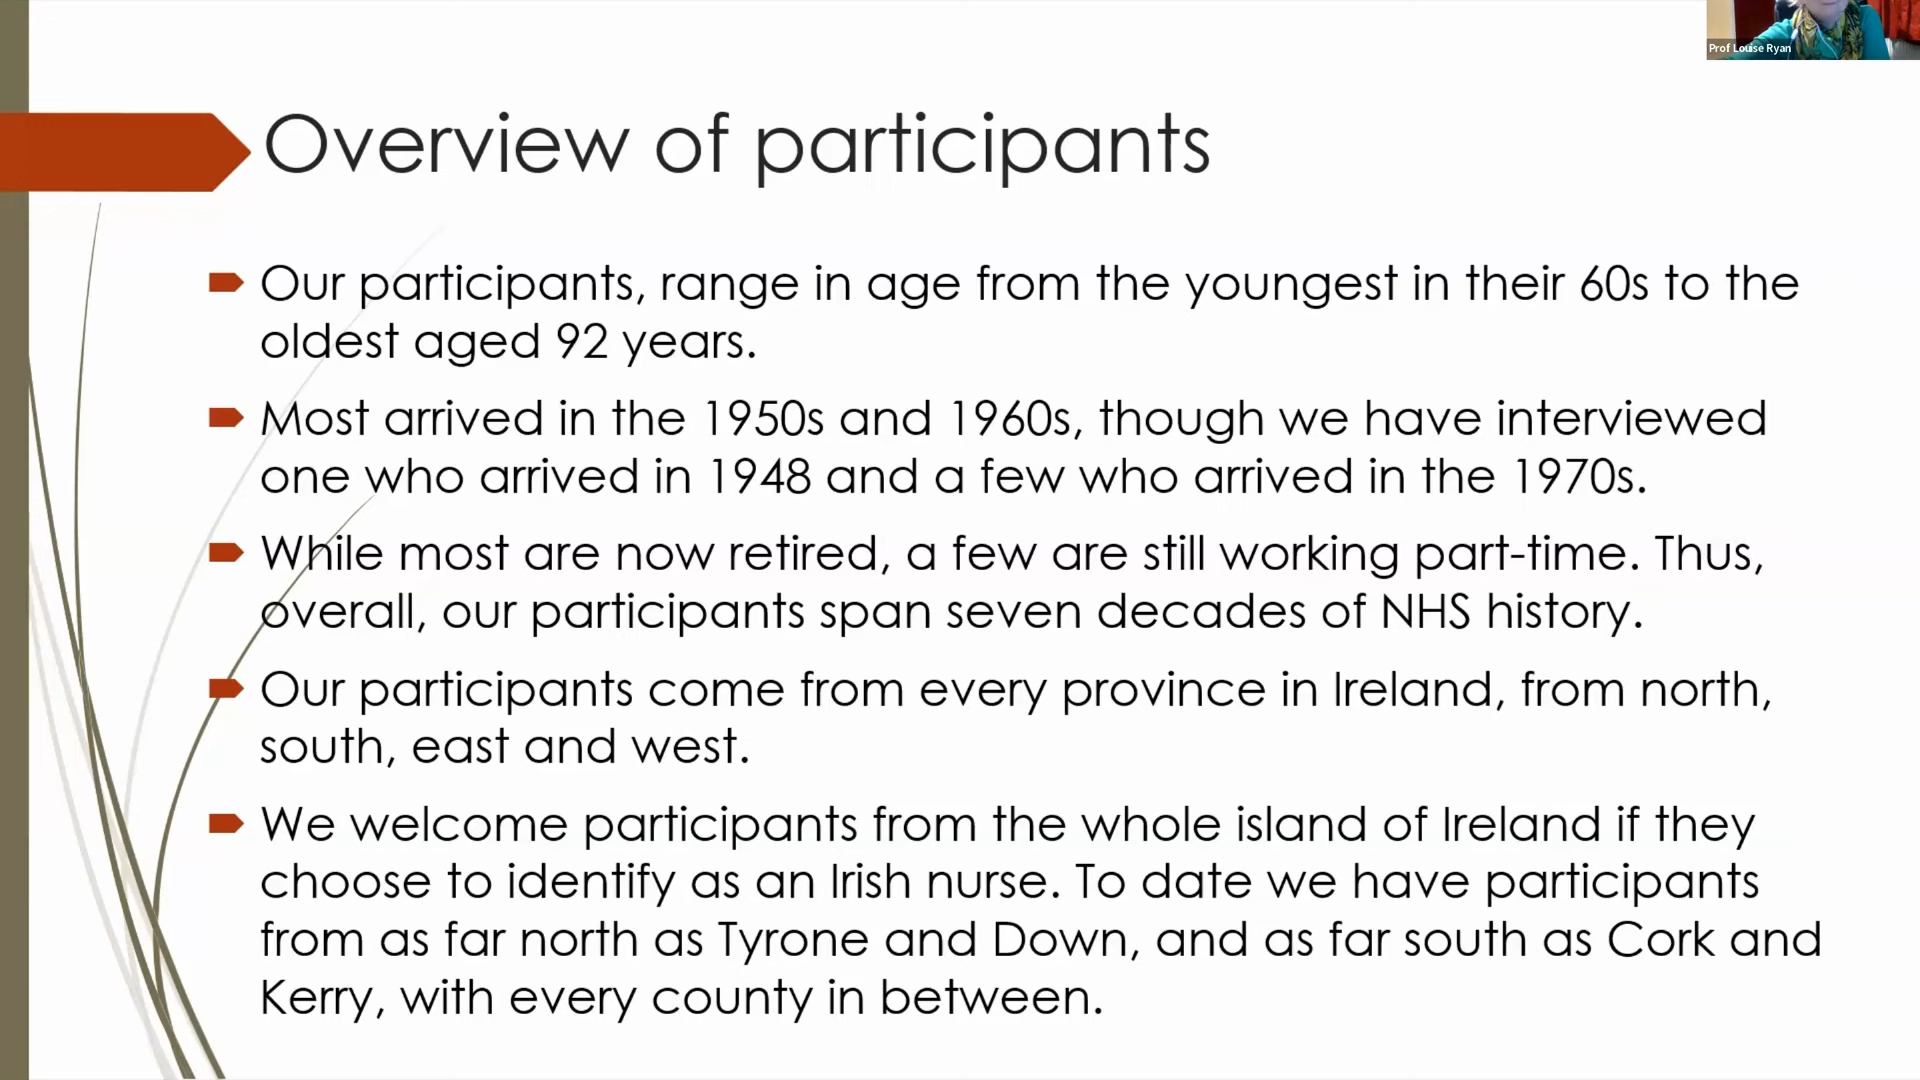 Prof Louise Ryan
Overview of participants
Our participants, range in age from the youngest in their 60s to the
oldest aged 92 years.
Most arrived in the 1950s and 1960s, though we have interviewed
one who arrived in 1948 and a few who arrived in the 1970s.
While most are now retired, a few are still working part-time. Thus,
overall, our participants span seven decades of NHS history.
Our participants come from every province in Ireland, from north,
south, east and west.
We welcome participants from the whole island of Ireland if they
choose to identify as an Irish nurse. To date we have participants
from as far north as Tyrone and Down, and as far south as Cork and
Kerry, with every county in between.